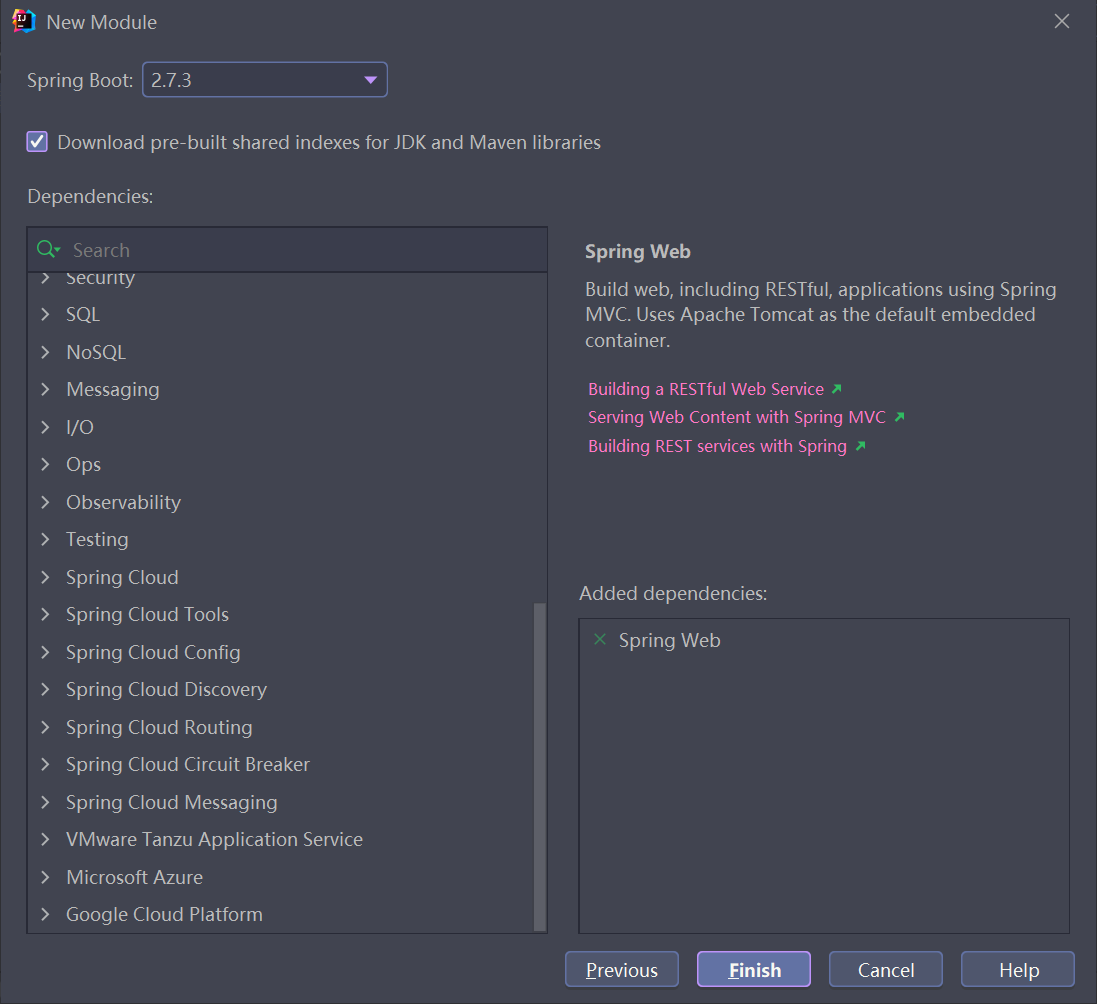 New Module
Spring Boot: 2.7.3
Download pre-built shared indexes for JDK and Maven libraries
Dependencies:
Search
Security
SQL
NoSQL
Messaging
I/O
Ops
Observability
Testing
Spring Cloud
Spring Cloud Tools
Spring Cloud Config
Spring Cloud Discovery
Spring Cloud Routing
Spring Cloud Circuit Breaker
Spring Cloud Messaging
VMware Tanzu Application Service
Microsoft Azure
Google Cloud Platform
Spring Web
Build web, including RESTful, applications using Spring
MVC. Uses Apache Tomcat as the default embedded
container.
Building a RESTful Web Service
Serving Web Content with Spring MVC
Building REST services with Spring
Added dependencies:
Spring Web
Previous
Finish
Cancel
Help